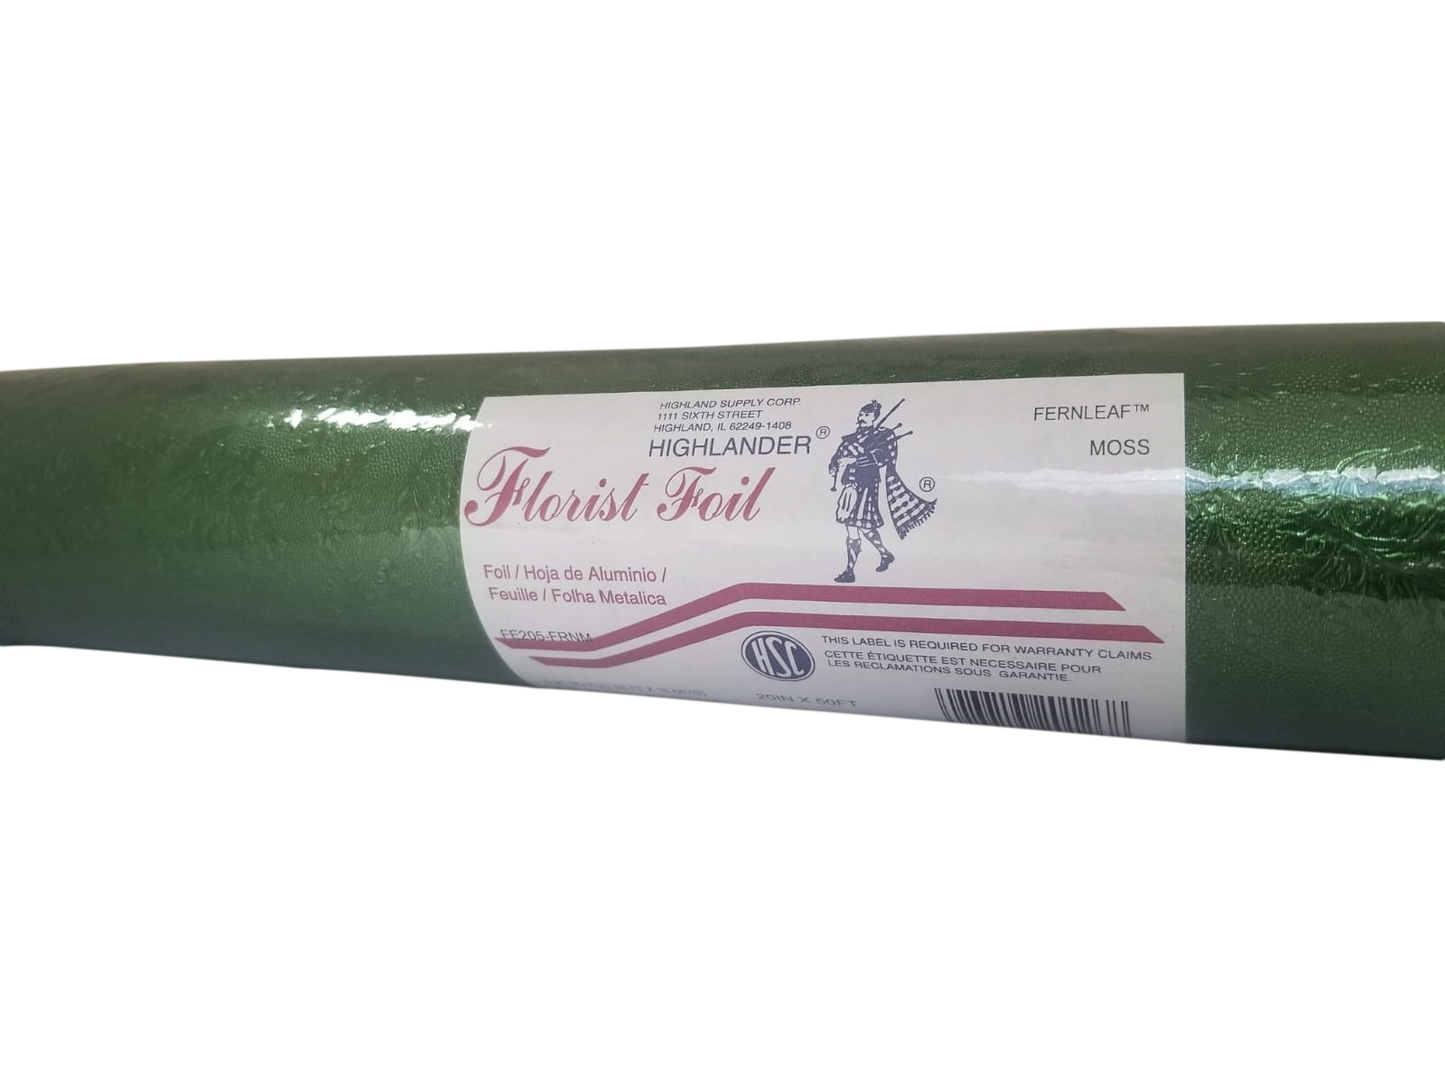 HIGHLAND SUPPLY CORP.
1111 SIXTH STREET
HIGHLAND, IL 62249-1408
HIGHLANDER®
Florist Foil
®
FERNLEAF™
MOSS
Foil / Hoja de Aluminio /
Feuille / Folha Metalica
FF205-FRNM
HSC
THIS LABEL IS REQUIRED FOR WARRANTY CLAIMS.
CETTE ÉTIQUETTE EST NECESSAIRE POUR
LES RECLAMATIONS SOUS GARANTIE.
20IN X 50FT